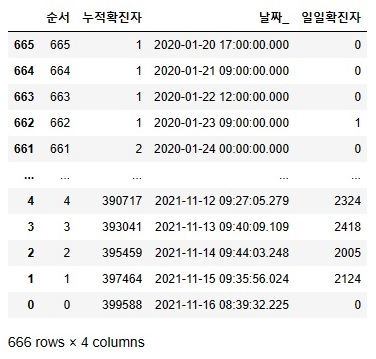 순서 누적확진자 날짜_ 일일확진자
665 665 1 2020-01-20 17:00:00.000 0
664 664 1 2020-01-21 09:00:00.000 0
663 663 1 2020-01-22 12:00:00.000 0
662 662 1 2020-01-23 09:00:00.000 1
661 661 2 2020-01-24 00:00:00.000 0
... ... ... ... ...
4 4 390717 2021-11-12 09:27:05.279 2324
3 3 393041 2021-11-13 09:40:09.109 2418
2 2 395459 2021-11-14 09:44:03.248 2005
1 1 397464 2021-11-15 09:35:56.024 2124
0 0 399588 2021-11-16 08:39:32.225 0
666 rows × 4 columns